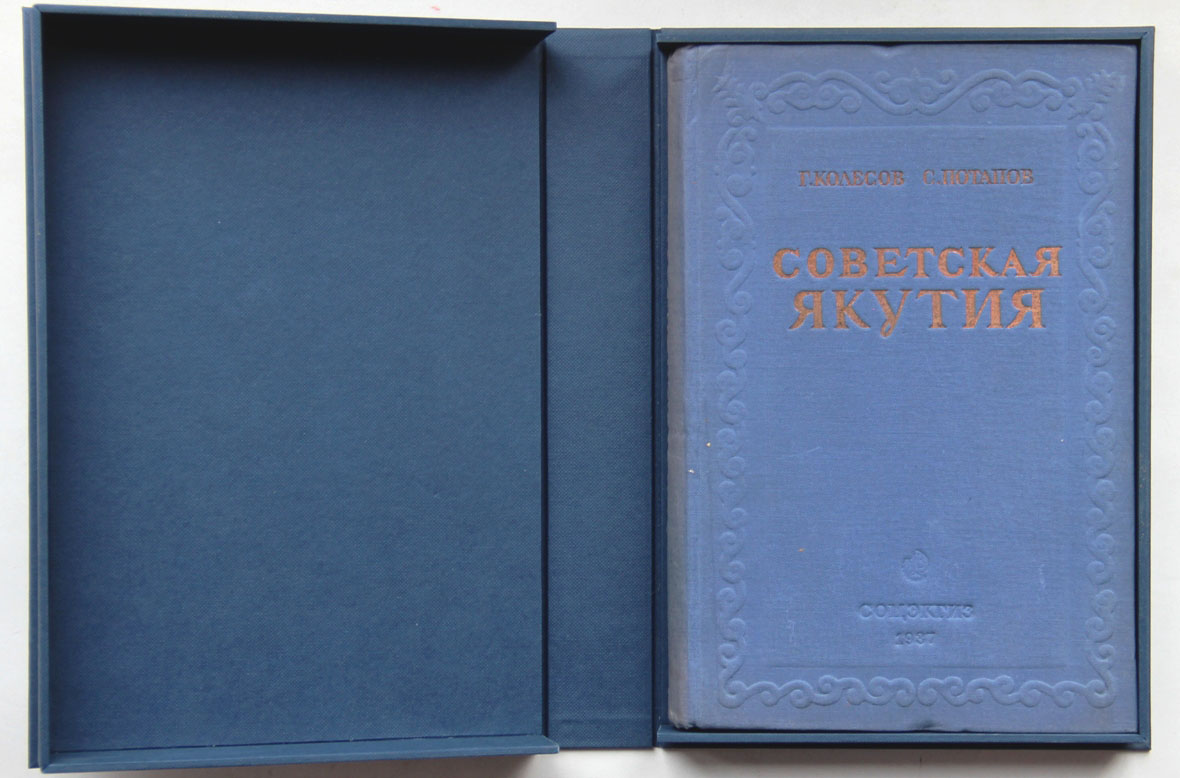 Г. КОЛЕСОВ С. ПОТАПОВ
СОВЕТСКАЯ
ЯКУТИЯ
СОЦЭКГИЗ
1937